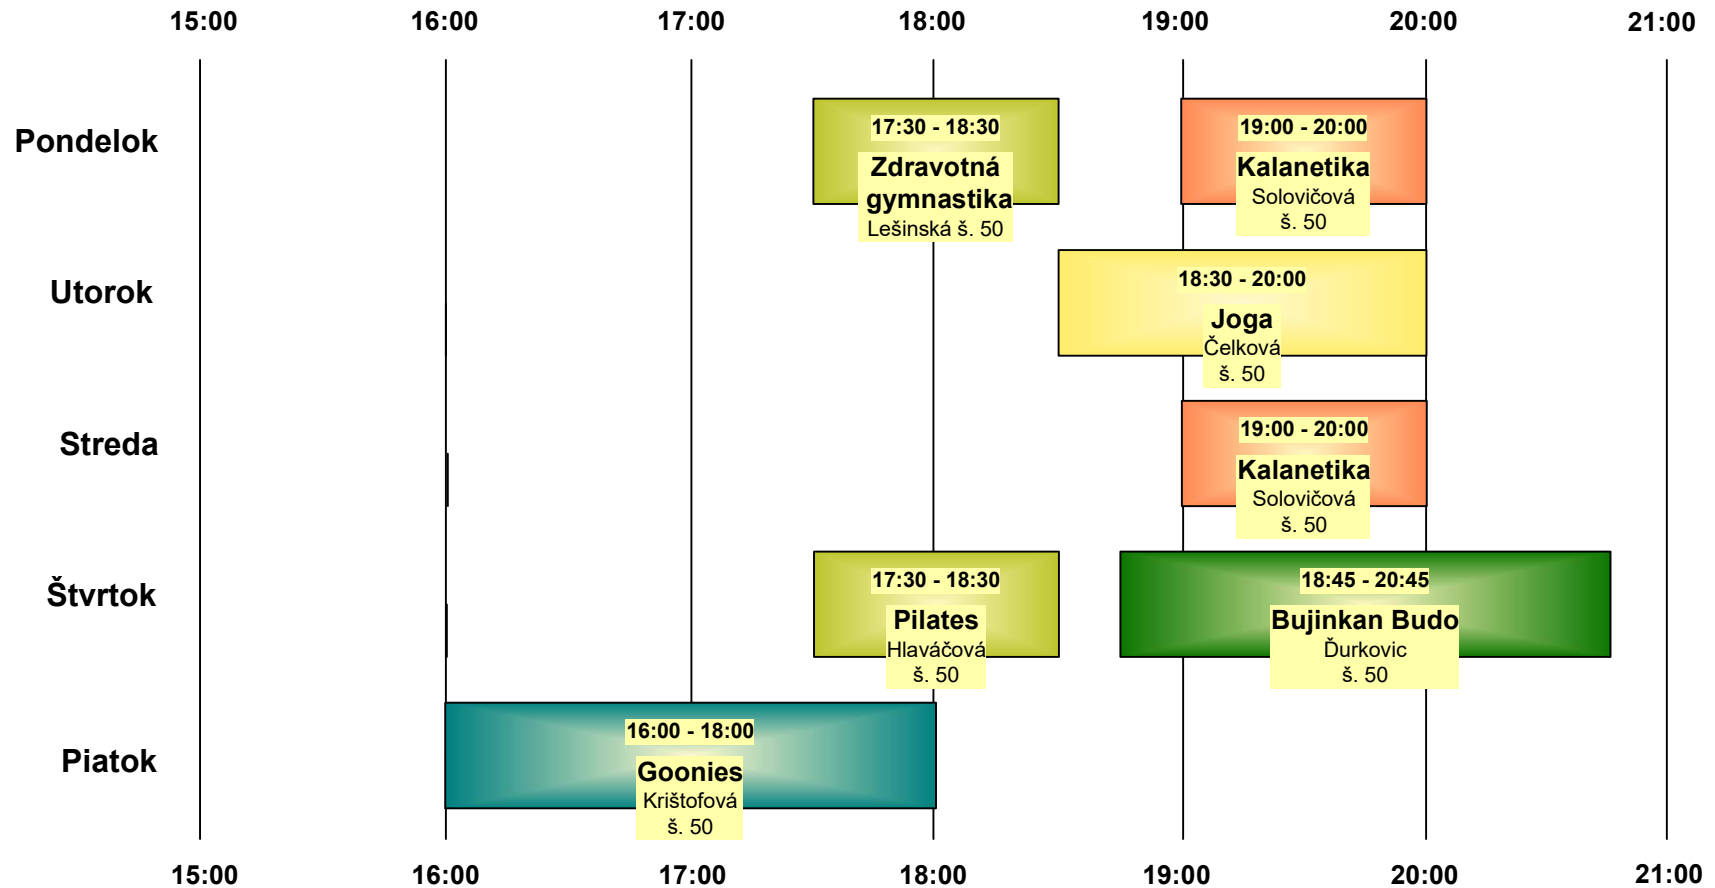 15:00 16:00 17:00 18:00 19:00 20:00 21:00
Pondelok
17:30 - 18:30
Zdravotná
gymnastika
Lešinská š. 50
19:00 - 20:00
Kalanetika
Solovičová
š. 50
Utorok
18:30 - 20:00
Joga
Čelková
š. 50
Streda
19:00 - 20:00
Kalanetika
Solovičová
š. 50
Štvrtok
17:30 - 18:30
Pilates
Hlaváčová
š. 50
18:45 - 20:45
Bujinkan Budo
Ďurkovic
š. 50
Piatok
16:00 - 18:00
Goonies
Krištofová
š. 50
15:00 16:00 17:00 18:00 19:00 20:00 21:00